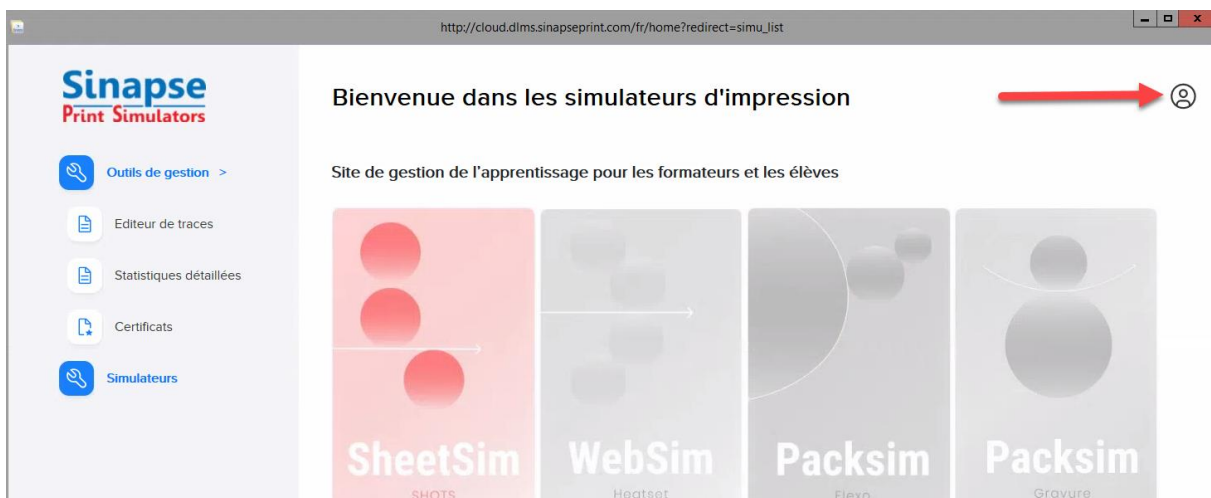 http://cloud.dlms.sinapseprint.com/fr/home?redirect=simu_list
Sinapse
Print Simulators
Outils de gestion >
Editeur de traces
Statistiques détaillées
Certificats
Simulateurs
Bienvenue dans les simulateurs d'impression
Site de gestion de l'apprentissage pour les formateurs et les élèves
SheetSim
SHOTS
WebSim
Heatset
Packsim
Flexo
Packsim
Gravure